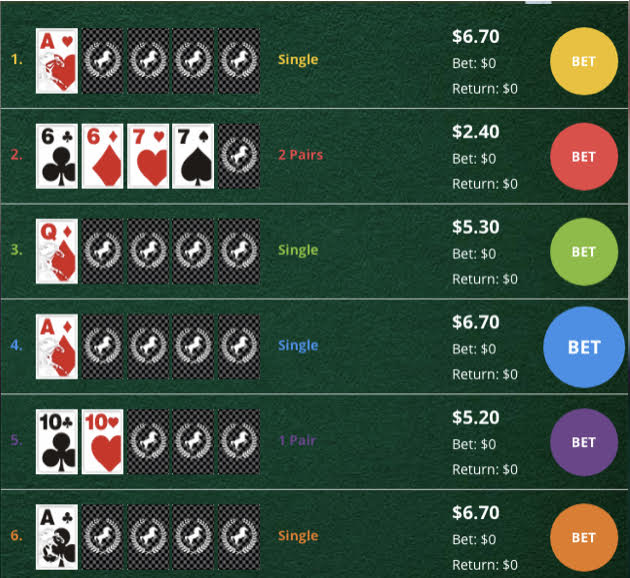 1. A Single $6.70 BET
Bet: $0
Return: $0
2. 6 6 7 7 2 Pairs $2.40 BET
Bet: $0
Return: $0
3. Q Single $5.30 BET
Bet: $0
Return: $0
4. A Single $6.70 BET
Bet: $0
Return: $0
5. 10 10 1 Pair $5.20 BET
Bet: $0
Return: $0
6. A Single $6.70 BET
Bet: $0
Return: $0